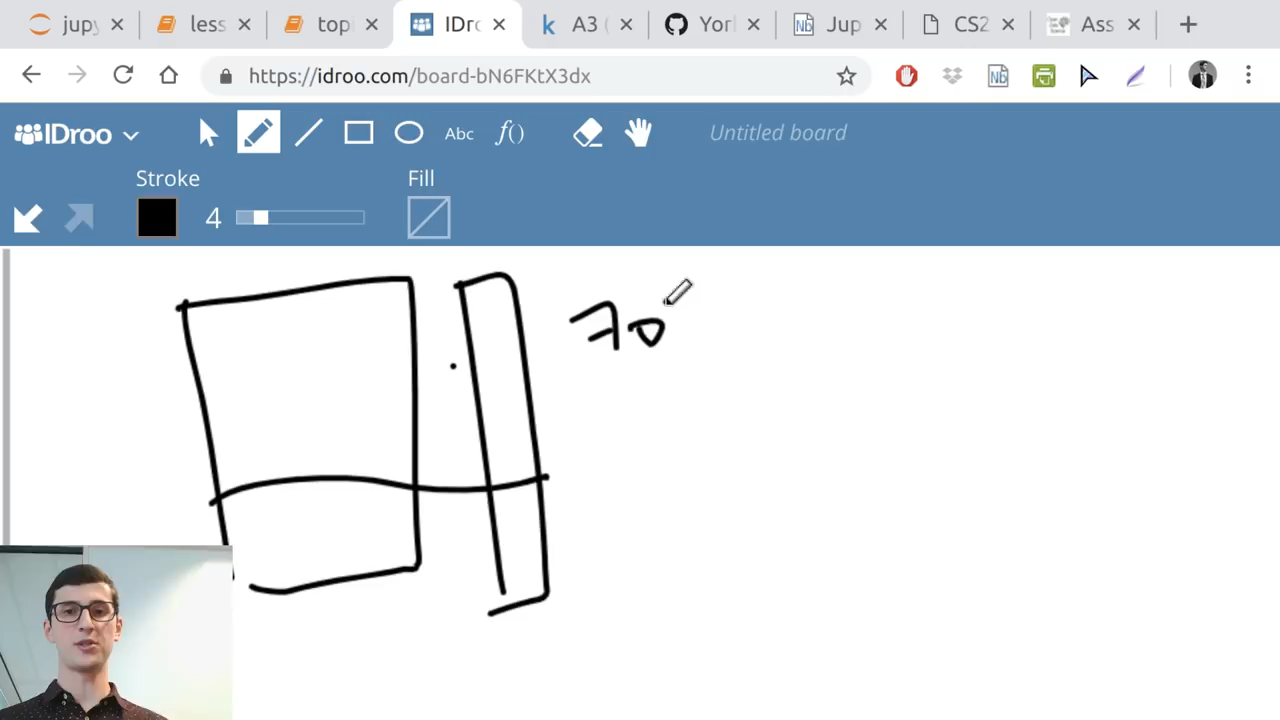 jupy
less
topi
IDro
A3 (
Yor
Jup
CS2
Ass
https://idroo.com/board-bN6FKtX3dx
IDroo
Abc
f()
Untitled board
Stroke
Fill
4
70